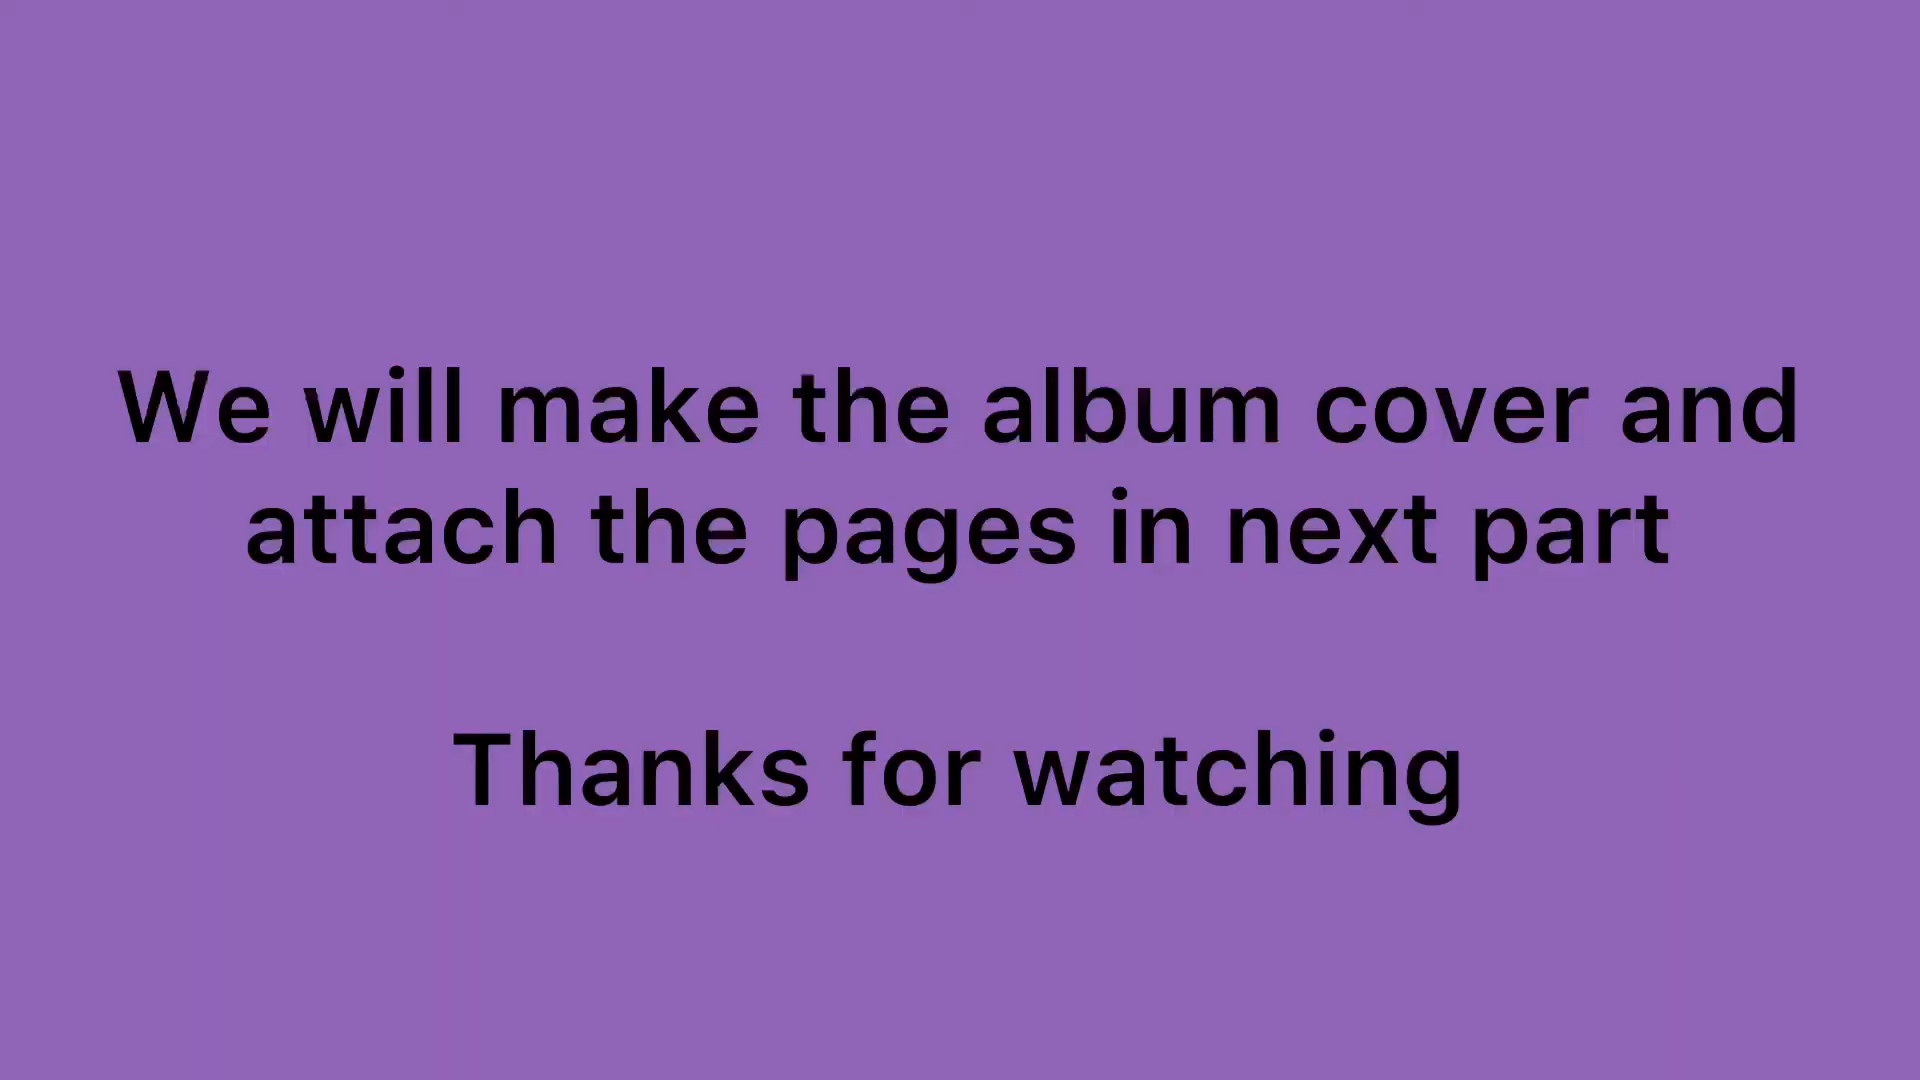 We will make the album cover and
attach the pages in next part
Thanks for watching